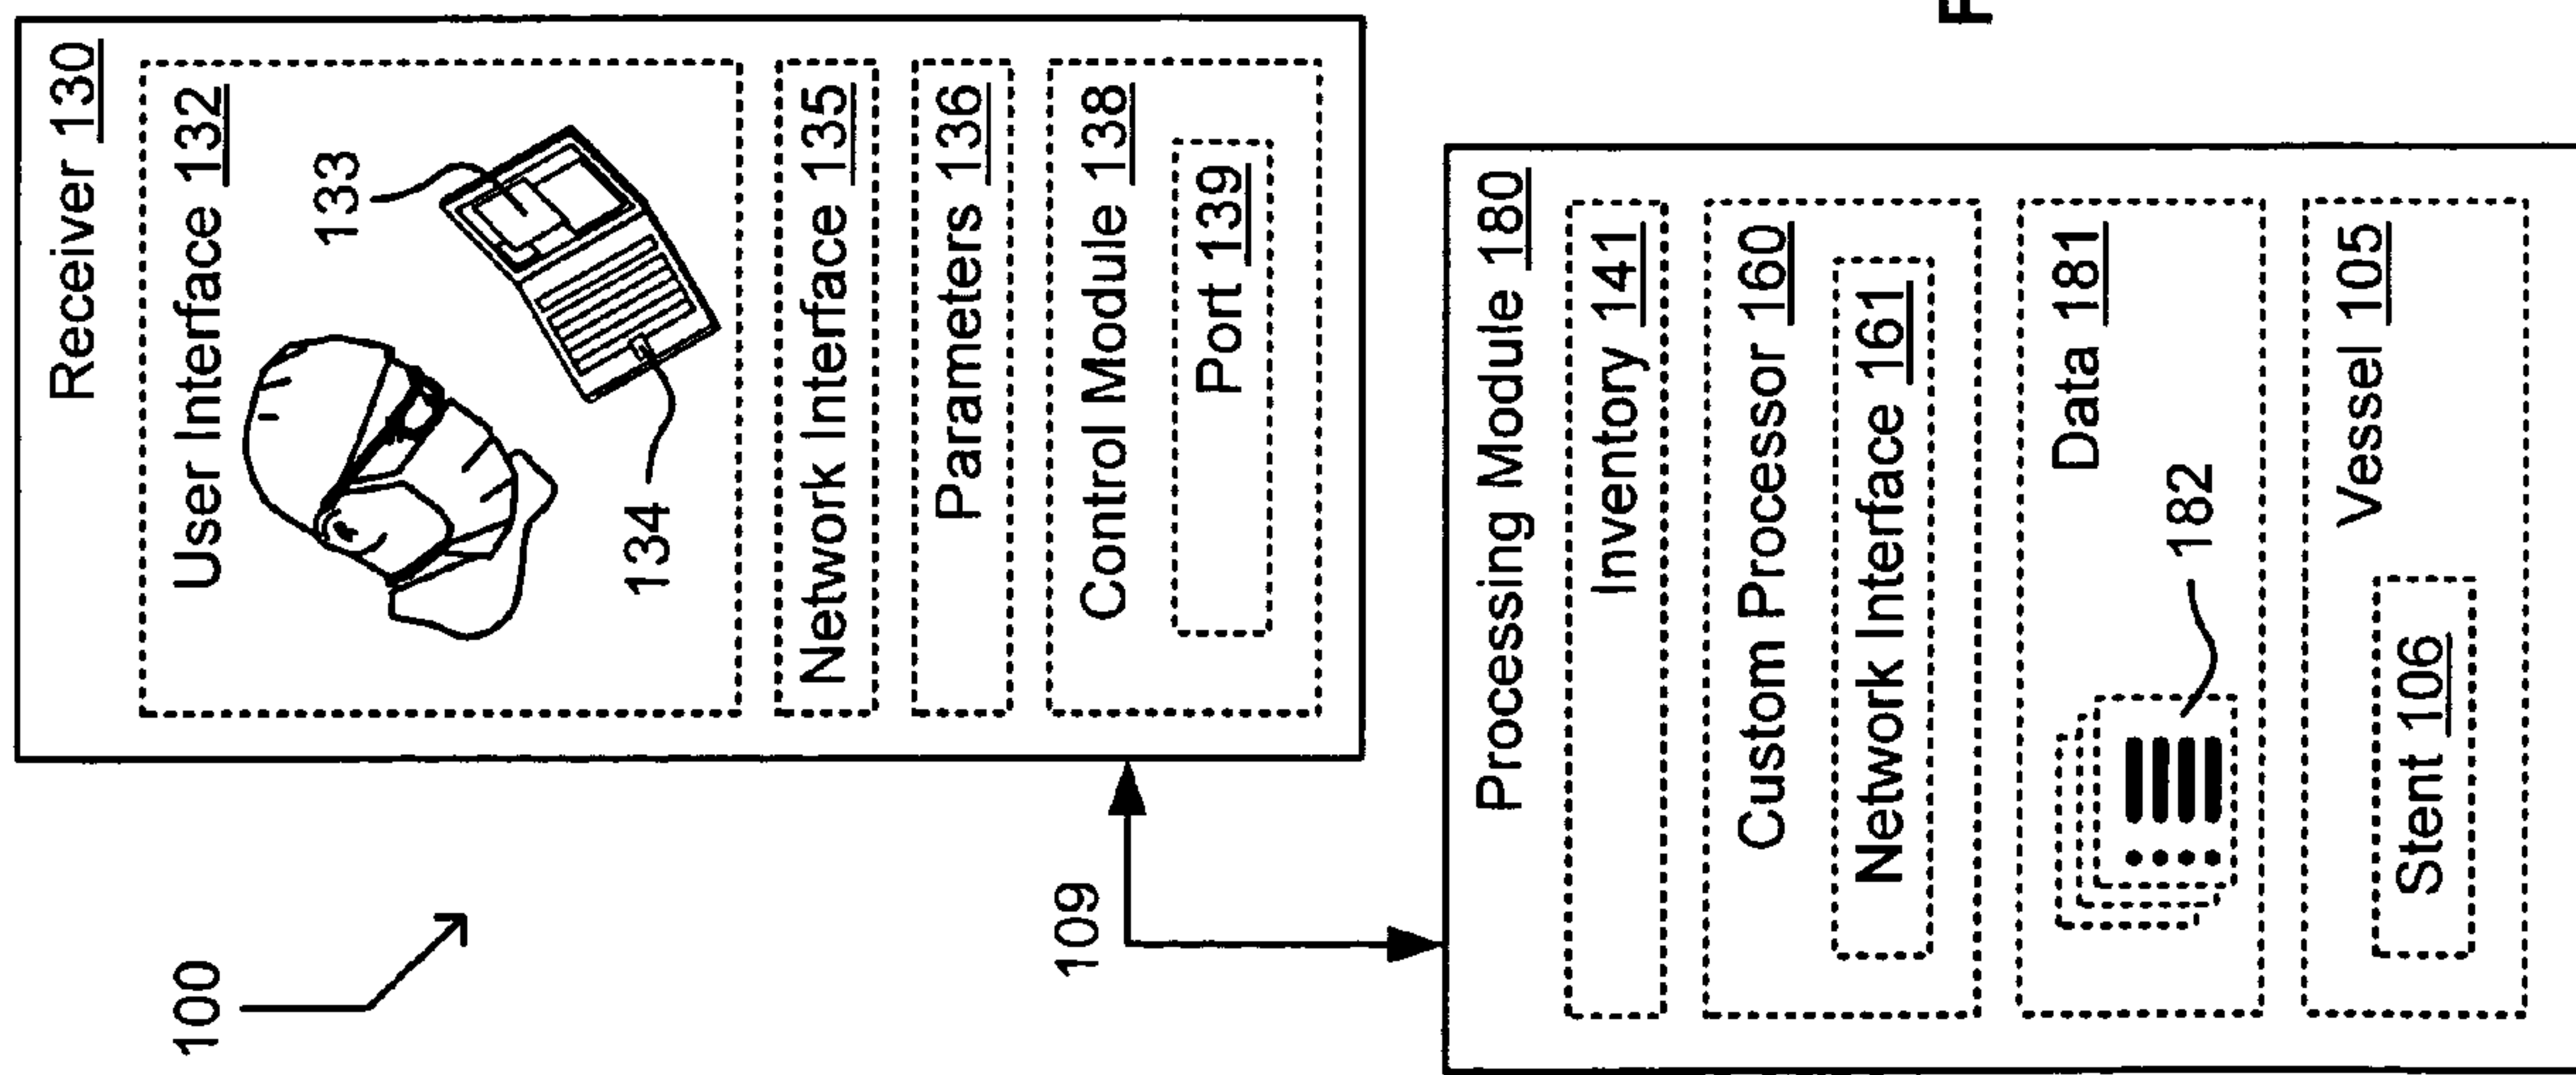 100
Receiver 130
User Interface 132
133
134
Network Interface 135
Parameters 136
Control Module 138
Port 139
109
Processing Module 180
Inventory 141
Custom Processor 160
Network Interface 161
Data 181
182
Vessel 105
Stent 106